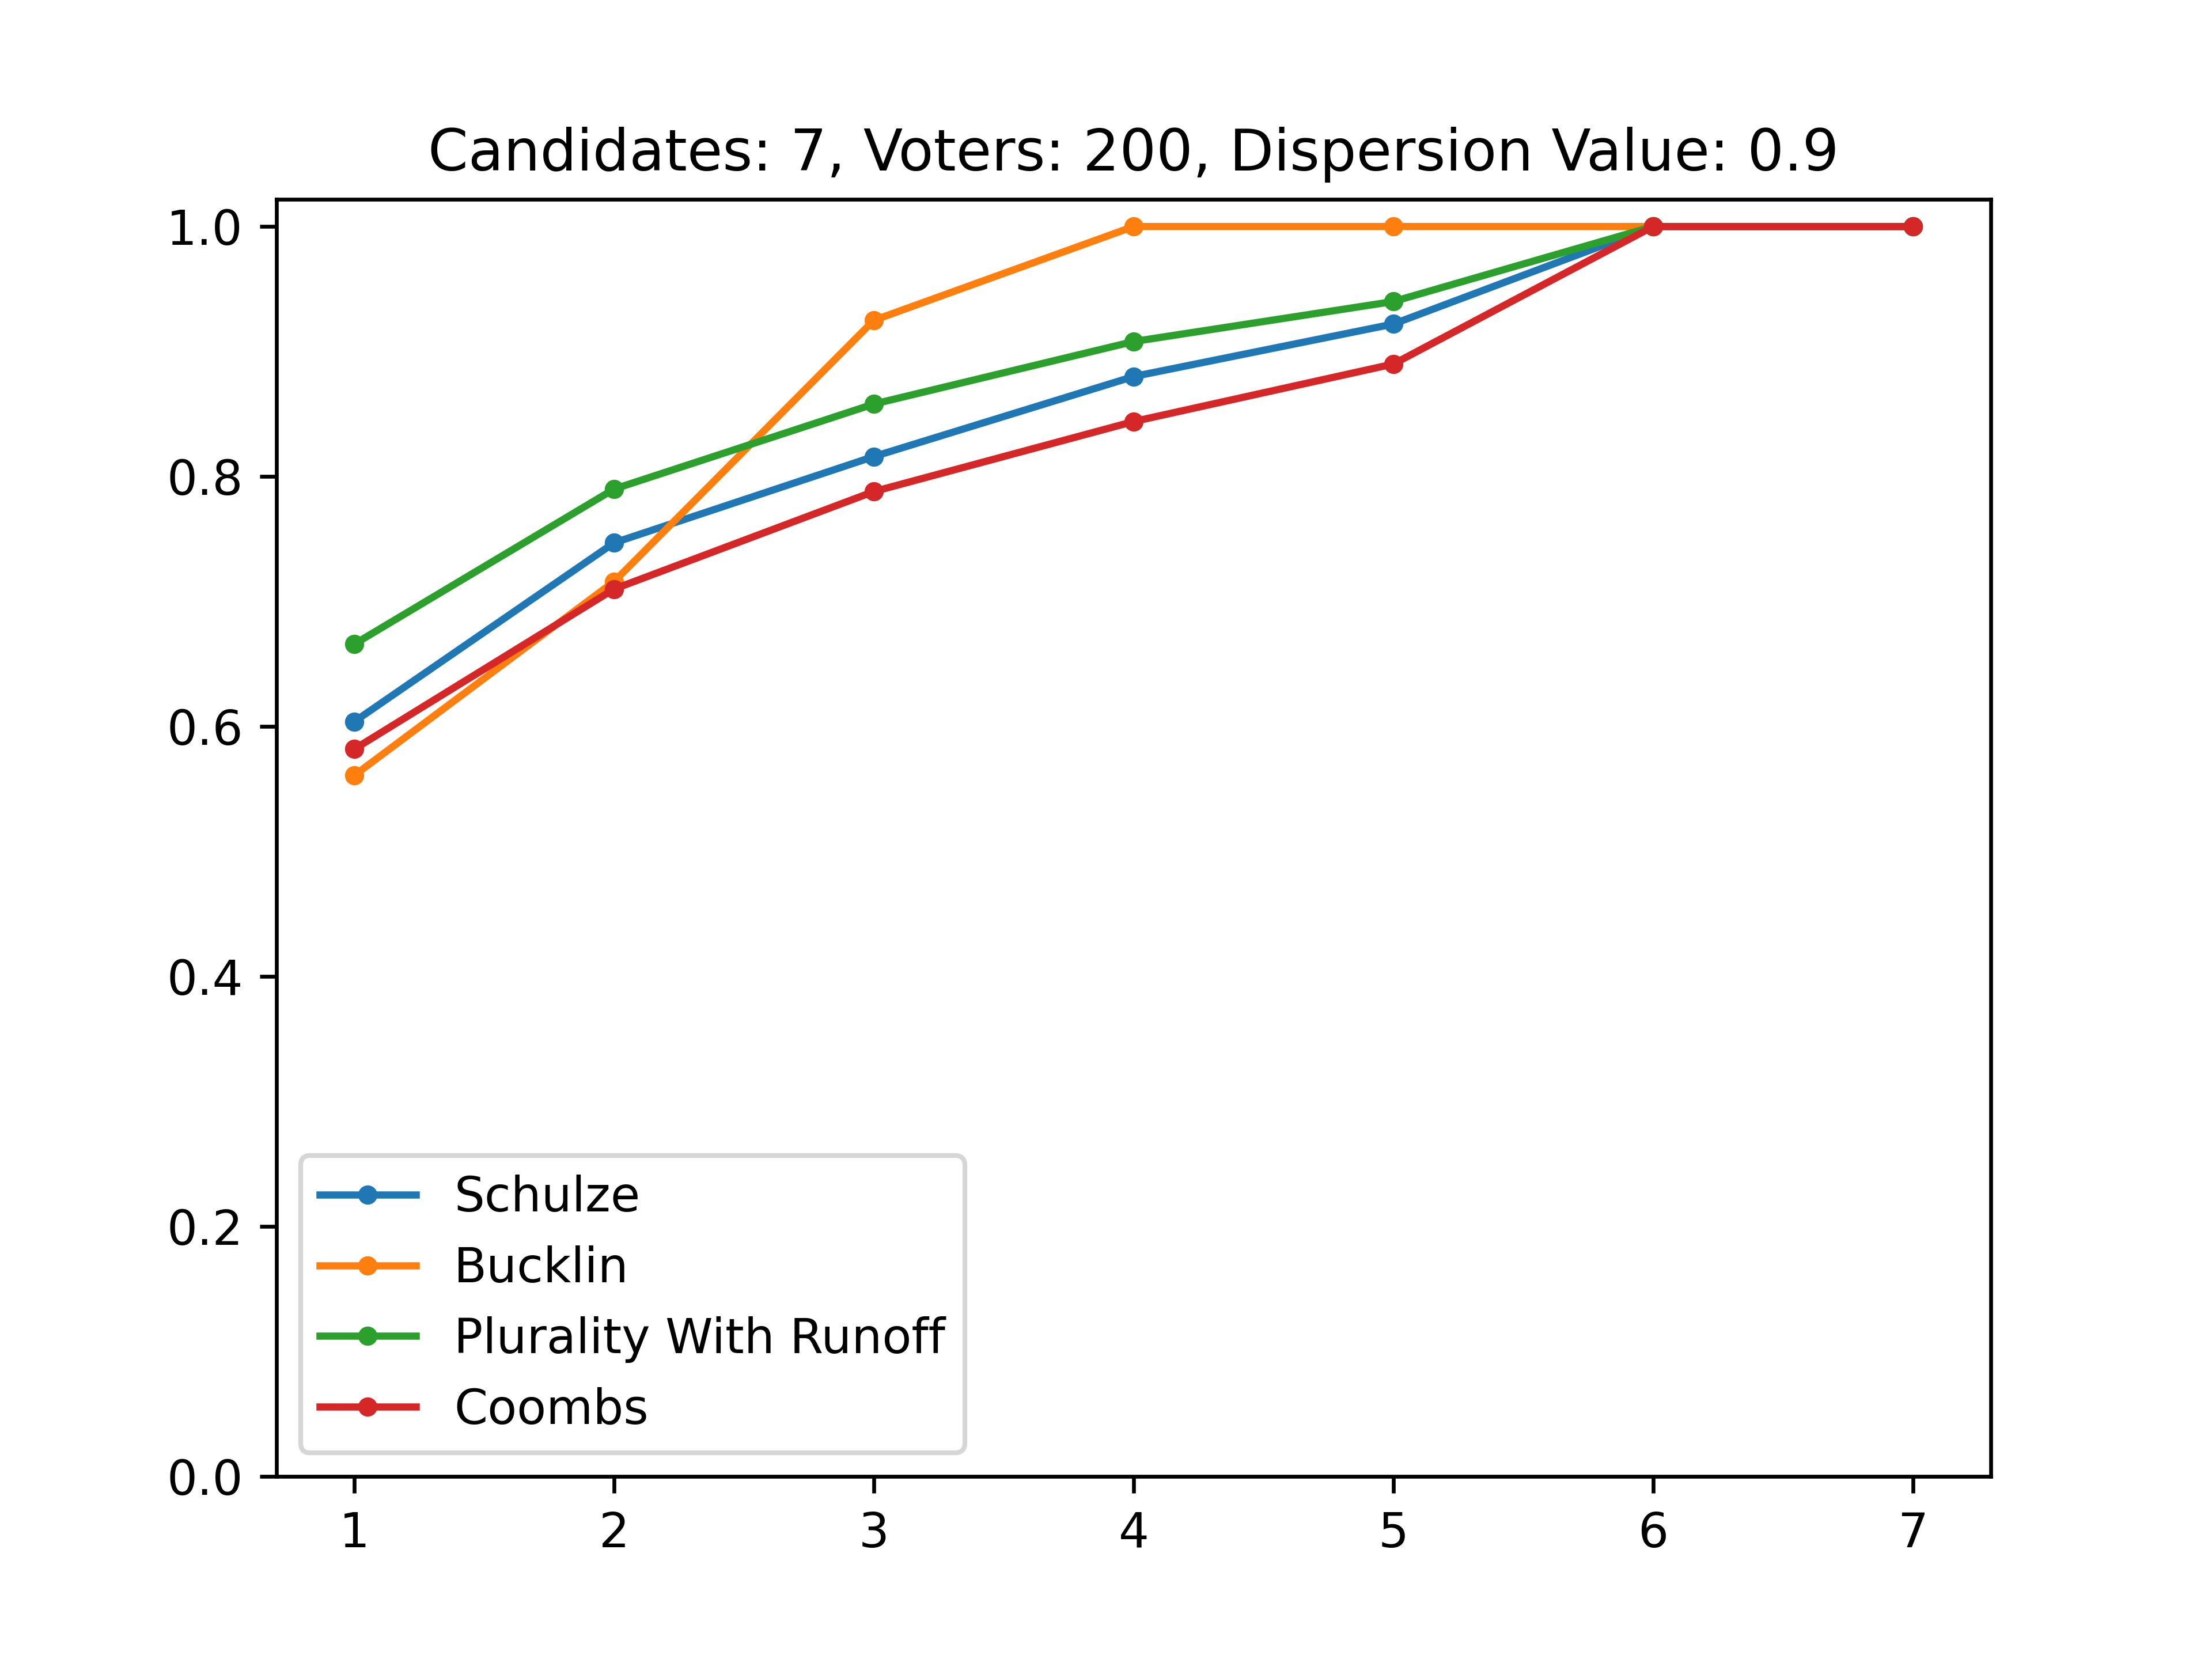 Candidates: 7, Voters: 200, Dispersion Value: 0.9
1.0
0.8
0.6
0.4
0.2
0.0
Schulze
Bucklin
Plurality With Runoff
Coombs
1 2 3 4 5 6 7